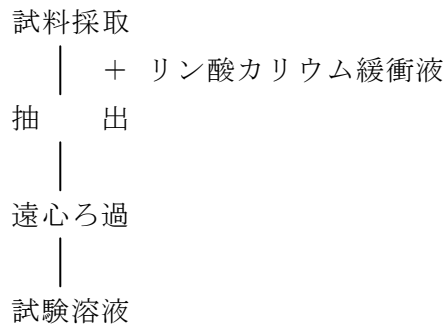 試料採取
＋ リン酸カリウム緩衝液
抽　　出
遠心ろ過
試験溶液